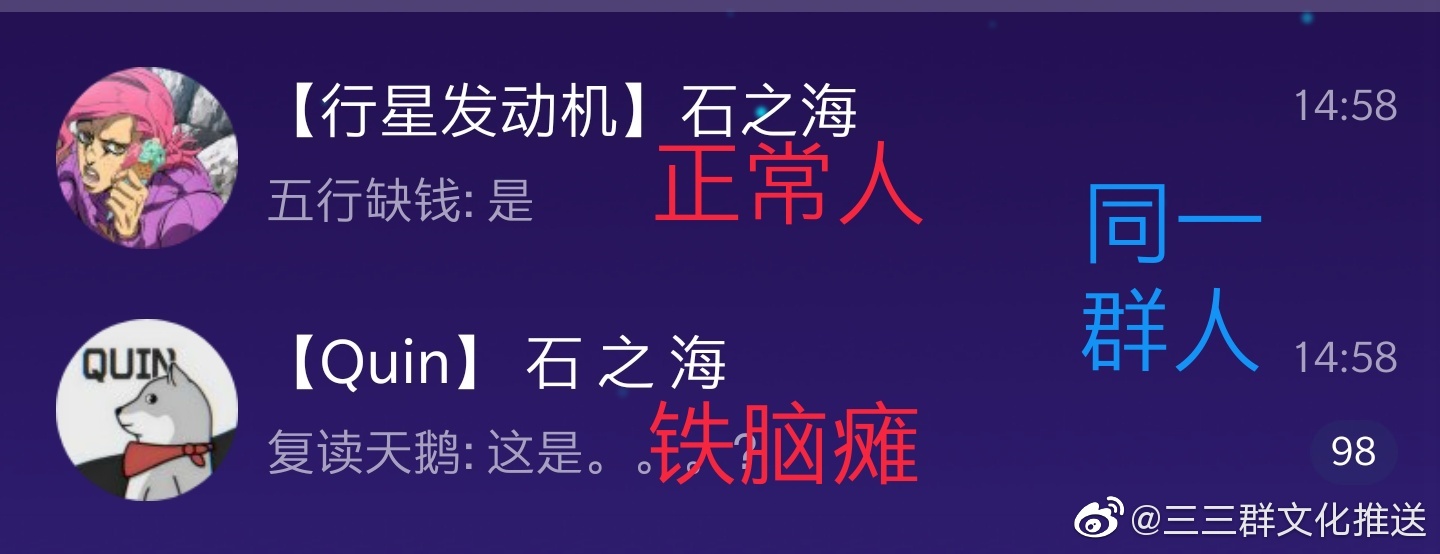 【行星发动机】石之海
14:58
五行缺钱: 是
正常人
同一
群人
QUIN
【Quin】 石 之 海
14:58
复读天鹅: 这是。。。?
铁脑瘫
98
@三三群文化推送